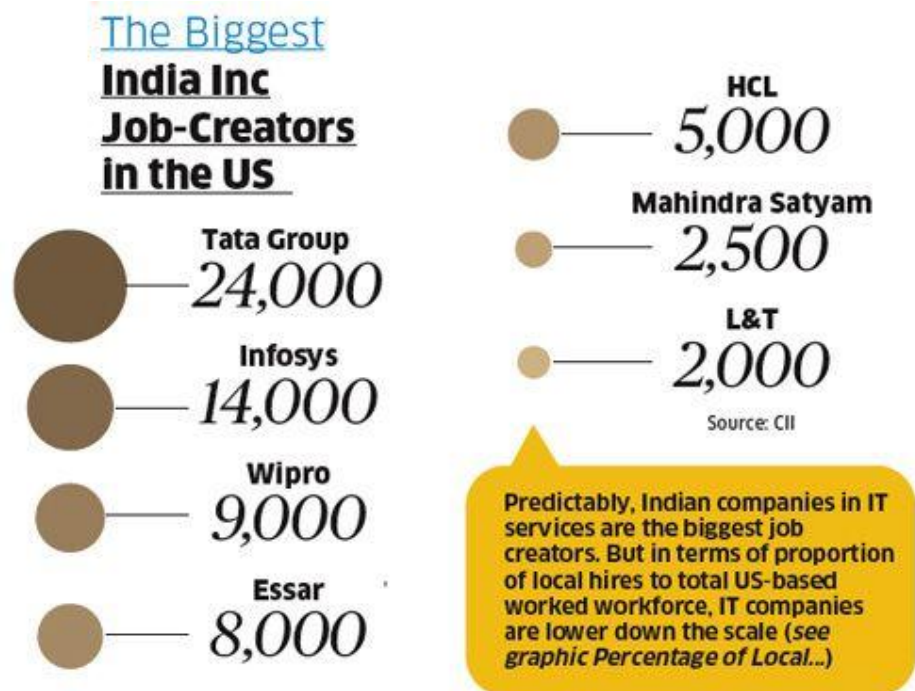 The Biggest
India Inc
Job-Creators
in the US
Tata Group
24,000
Infosys
14,000
Wipro
9,000
Essar
8,000
HCL
5,000
Mahindra Satyam
2,500
L&T
2,000
Source: CII
Predictably, Indian companies in IT
services are the biggest job
creators. But in terms of proportion
of local hires to total US-based
worked workforce, IT companies
are lower down the scale (see
graphic Percentage of Local...)